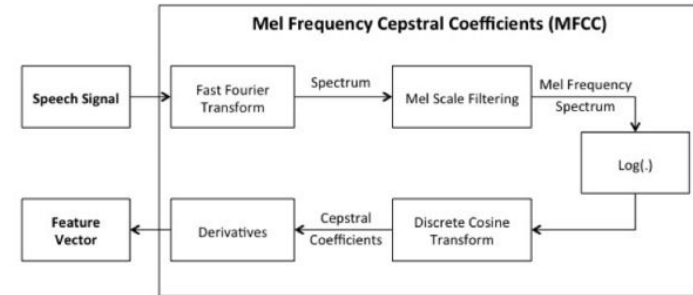 Mel Frequency Cepstral Coefficients (MFCC)
Speech Signal
Fast Fourier
Transform
Spectrum
Mel Scale Filtering
Mel Frequency
Spectrum
Log(.)
Discrete Cosine
Transform
Cepstral
Coefficients
Derivatives
Feature
Vector